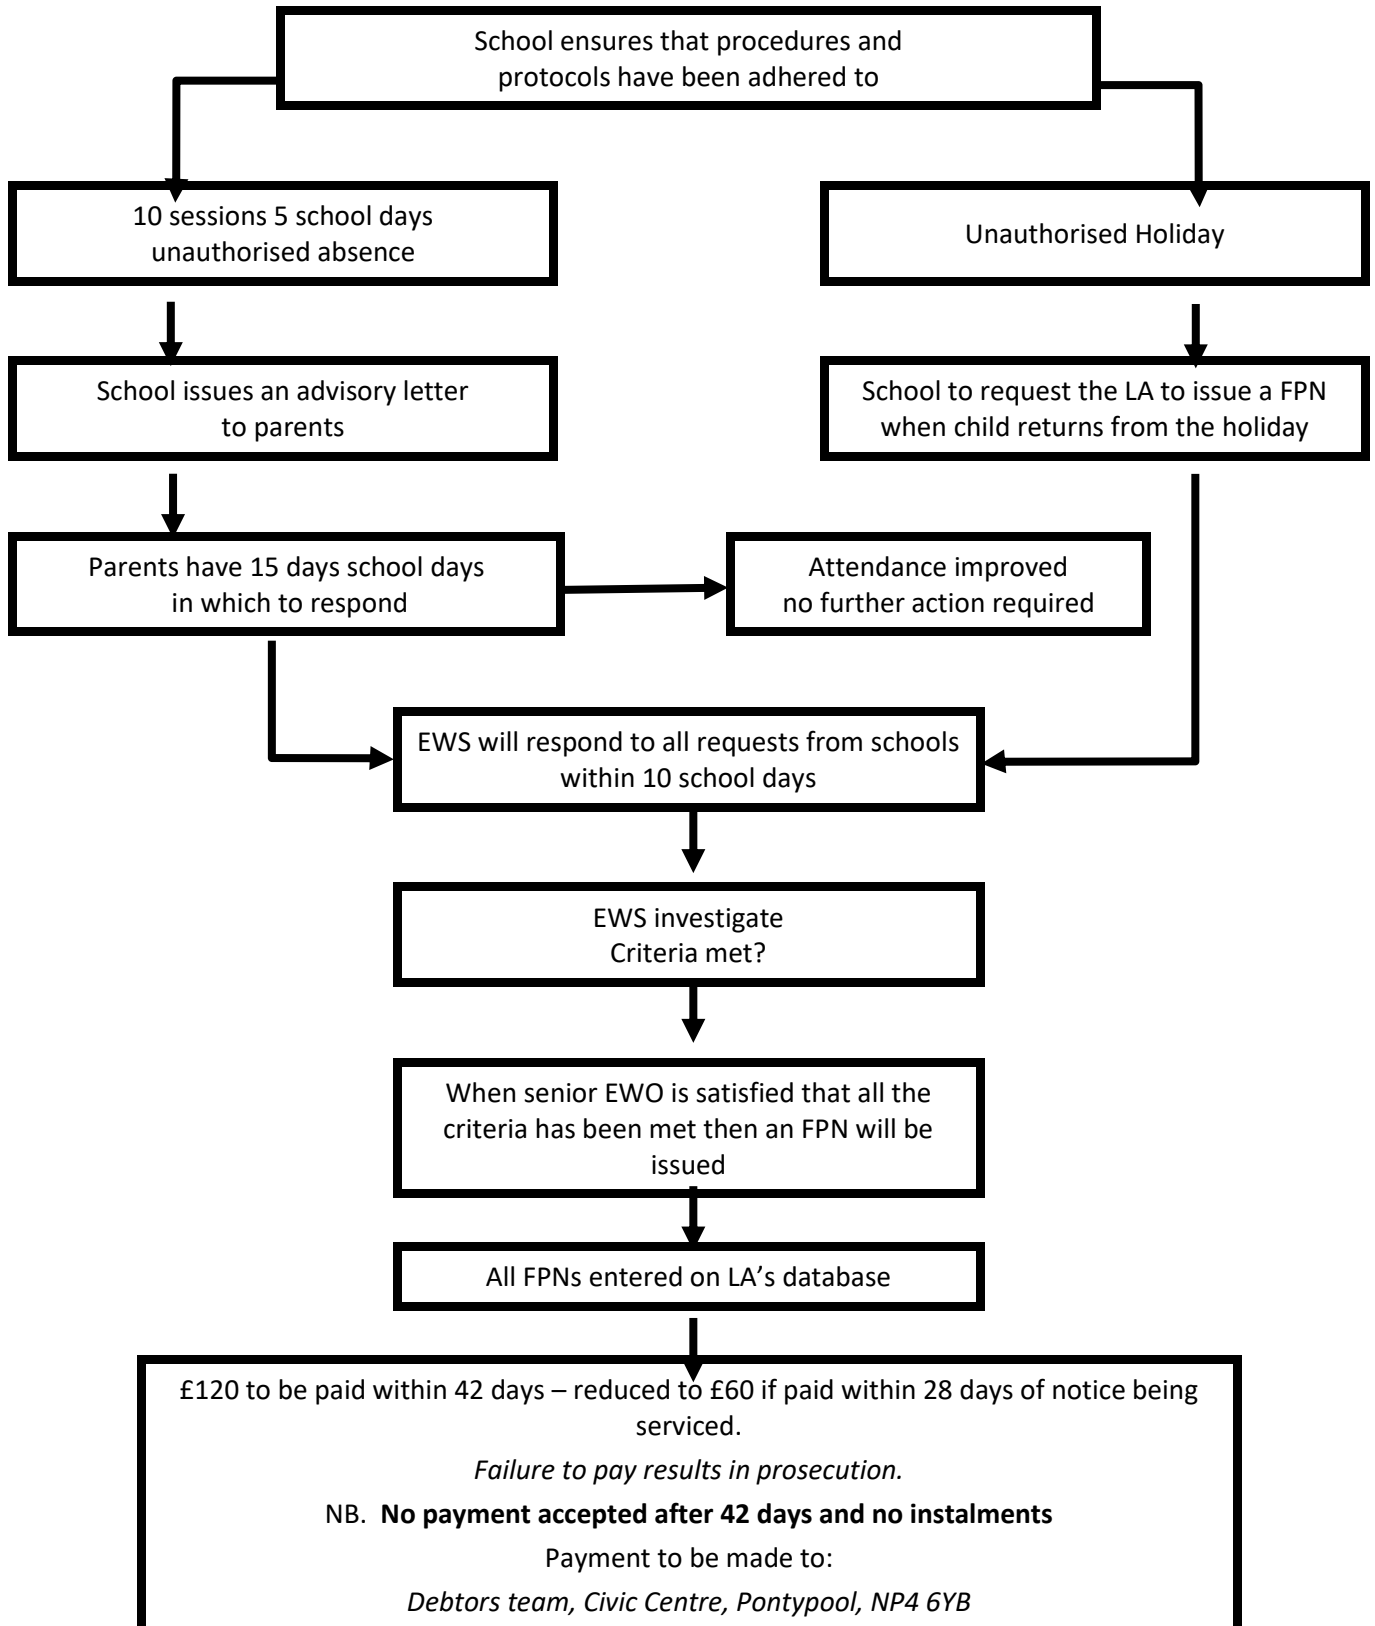 School ensures that procedures and
protocols have been adhered to
10 sessions 5 school days
unauthorised absence
Unauthorised Holiday
School issues an advisory letter
to parents
School to request the LA to issue a FPN
when child returns from the holiday
Parents have 15 days school days
in which to respond
Attendance improved
no further action required
EWS will respond to all requests from schools
within 10 school days
EWS investigate
Criteria met?
When senior EWO is satisfied that all the
criteria has been met then an FPN will be
issued
All FPNs entered on LA’s database
£120 to be paid within 42 days – reduced to £60 if paid within 28 days of notice being
serviced.
Failure to pay results in prosecution.
NB. No payment accepted after 42 days and no instalments
Payment to be made to:
Debtors team, Civic Centre, Pontypool, NP4 6YB